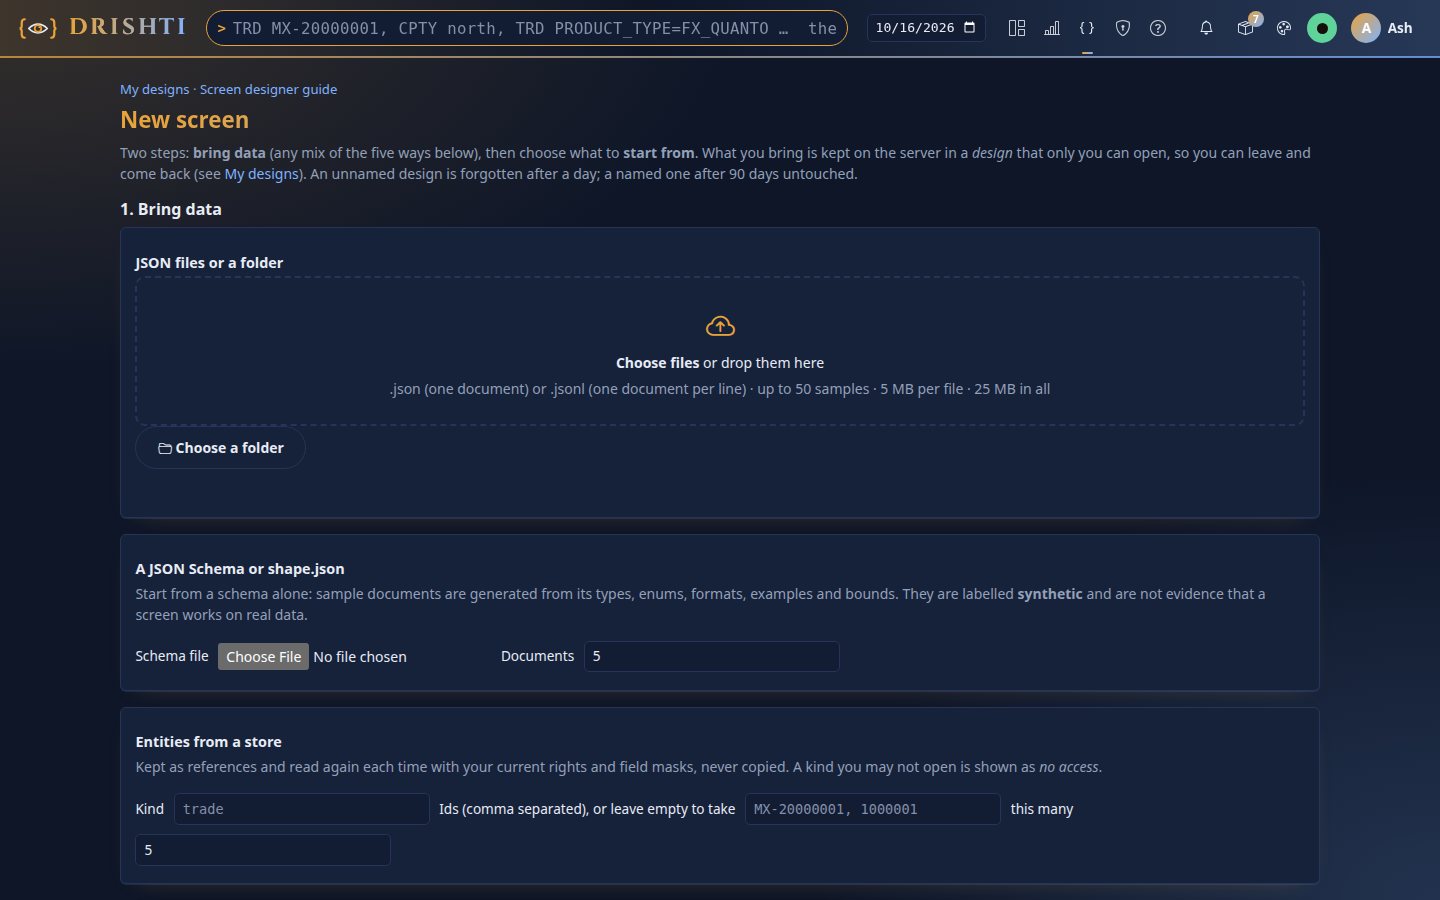 DRISHTI
> TRD MX-20000001, CPTY north, TRD PRODUCT_TYPE=FX_QUANTO … the
10/16/2026
7
A
Ash
My designs · Screen designer guide
New screen
Two steps: bring data (any mix of the five ways below), then choose what to start from. What you bring is kept on the server in a design that only you can open, so you can leave and
come back (see My designs). An unnamed design is forgotten after a day; a named one after 90 days untouched.
1. Bring data
JSON files or a folder
Choose files or drop them here
.json (one document) or .jsonl (one document per line) · up to 50 samples · 5 MB per file · 25 MB in all
Choose a folder
A JSON Schema or shape.json
Start from a schema alone: sample documents are generated from its types, enums, formats, examples and bounds. They are labelled synthetic and are not evidence that a
screen works on real data.
Schema file Choose File No file chosen Documents 5
Entities from a store
Kept as references and read again each time with your current rights and field masks, never copied. A kind you may not open is shown as no access.
Kind trade Ids (comma separated), or leave empty to take MX-20000001, 1000001 this many
5